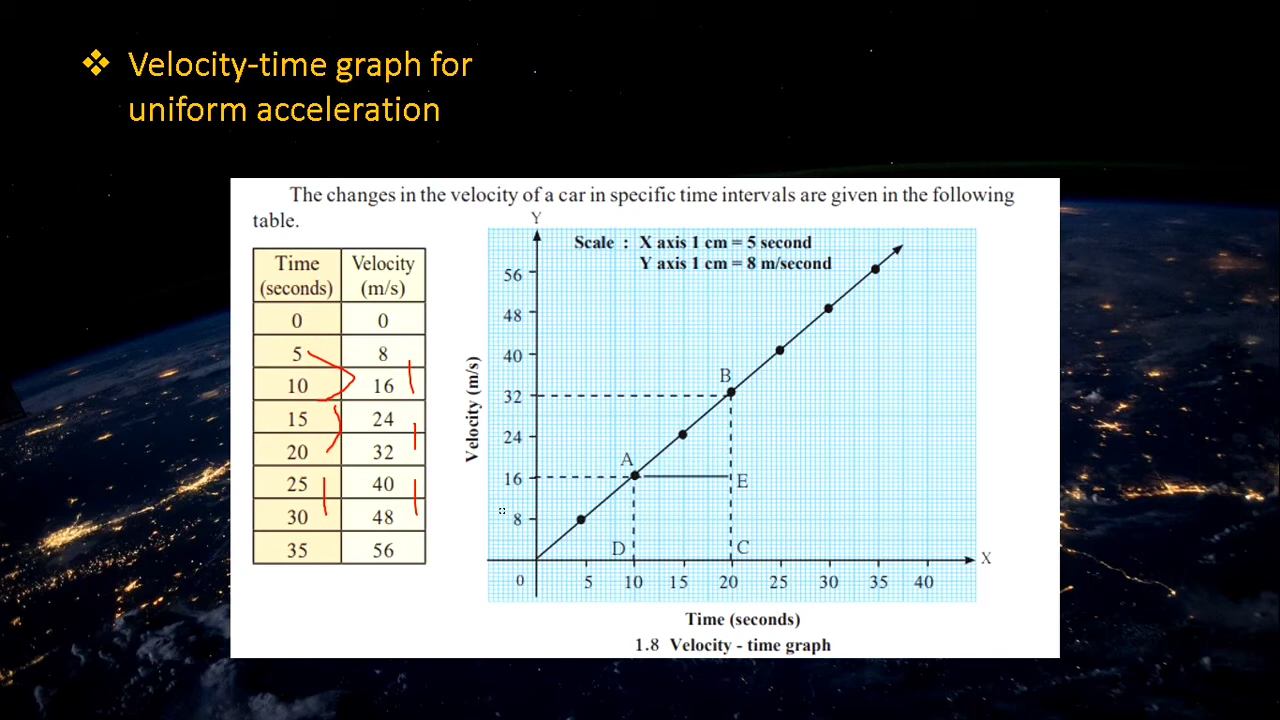 ❖ Velocity-time graph for
uniform acceleration
The changes in the velocity of a car in specific time intervals are given in the following
table.
Time (seconds) Velocity (m/s)
0 0
5 8
10 16
15 24
20 32
25 40
30 48
35 56
Y
Scale : X axis 1 cm = 5 second
Y axis 1 cm = 8 m/second
56
48
40
32
24
16
8
Velocity (m/s)
A
B
E
D
C
X
0 5 10 15 20 25 30 35 40
Time (seconds)
1.8 Velocity - time graph